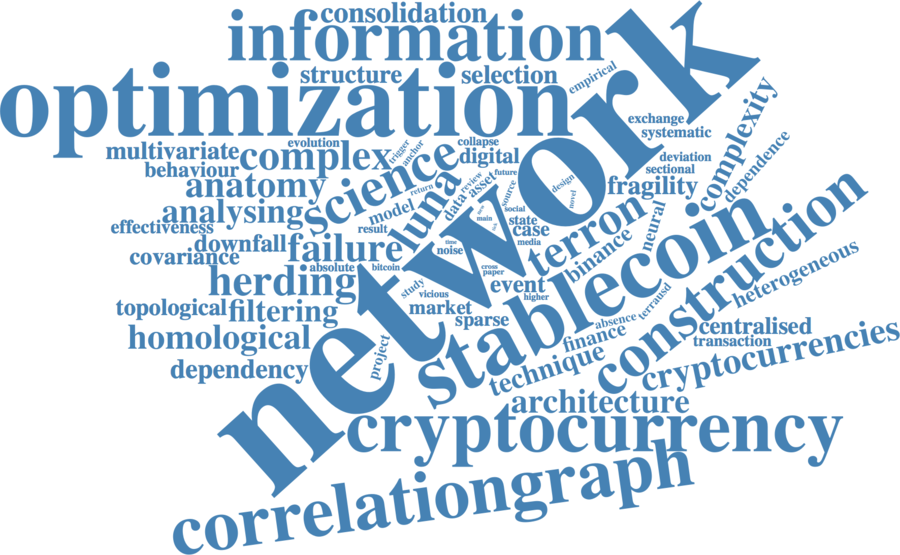 consolidation
information
structure
selection
empirical
optimization
network
exchange
systematic
complexity
evolution
trigger
anchor
collapse
multivariate
complex
science
digital
deviation
sectional
dependence
behaviour
anatomy
return
review
future
asset
source
design
novel
fragility
analysing
model
luna
data
main
social
state
effectiveness
result
case
media
terron
neural
downfall
failure
time
noise
binance
covariance
absolute
bitcoin
cross
paper
stablecoin
construction
herding
study
vicious
event
higher
heterogeneous
topological
filtering
market
sparse
absence
terrausd
finance
homological
centralised
transaction
project
technique
cryptocurrencies
dependency
architecture
cryptocurrency
correlationgraph